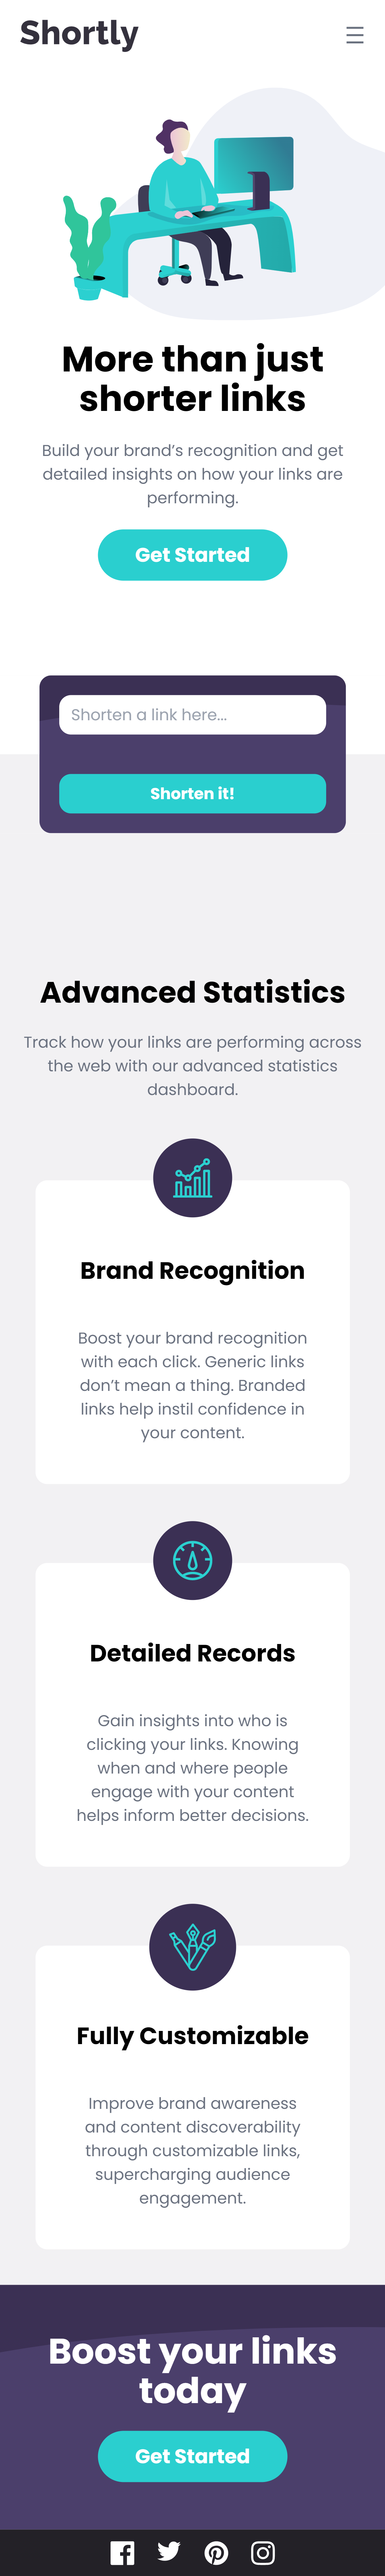 Shortly
More than just
shorter links
Build your brand’s recognition and get
detailed insights on how your links are
performing.
Get Started
Shorten a link here...
Shorten it!
Advanced Statistics
Track how your links are performing across
the web with our advanced statistics
dashboard.
Brand Recognition
Boost your brand recognition
with each click. Generic links
don’t mean a thing. Branded
links help instil confidence in
your content.
Detailed Records
Gain insights into who is
clicking your links. Knowing
when and where people
engage with your content
helps inform better decisions.
Fully Customizable
Improve brand awareness
and content discoverability
through customizable links,
supercharging audience
engagement.
Boost your links
today
Get Started